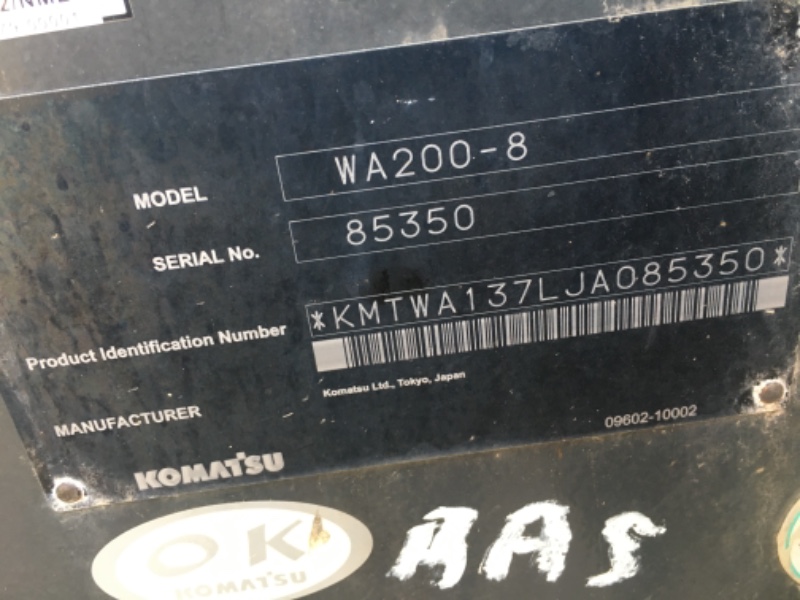 MODEL WA200-8
SERIAL No. 85350
Product Identification Number *KMTWA137LJA085350*
Komatsu Ltd., Tokyo, Japan
MANUFACTURER
09602-10002
KOMATSU
OK
KOMATSU